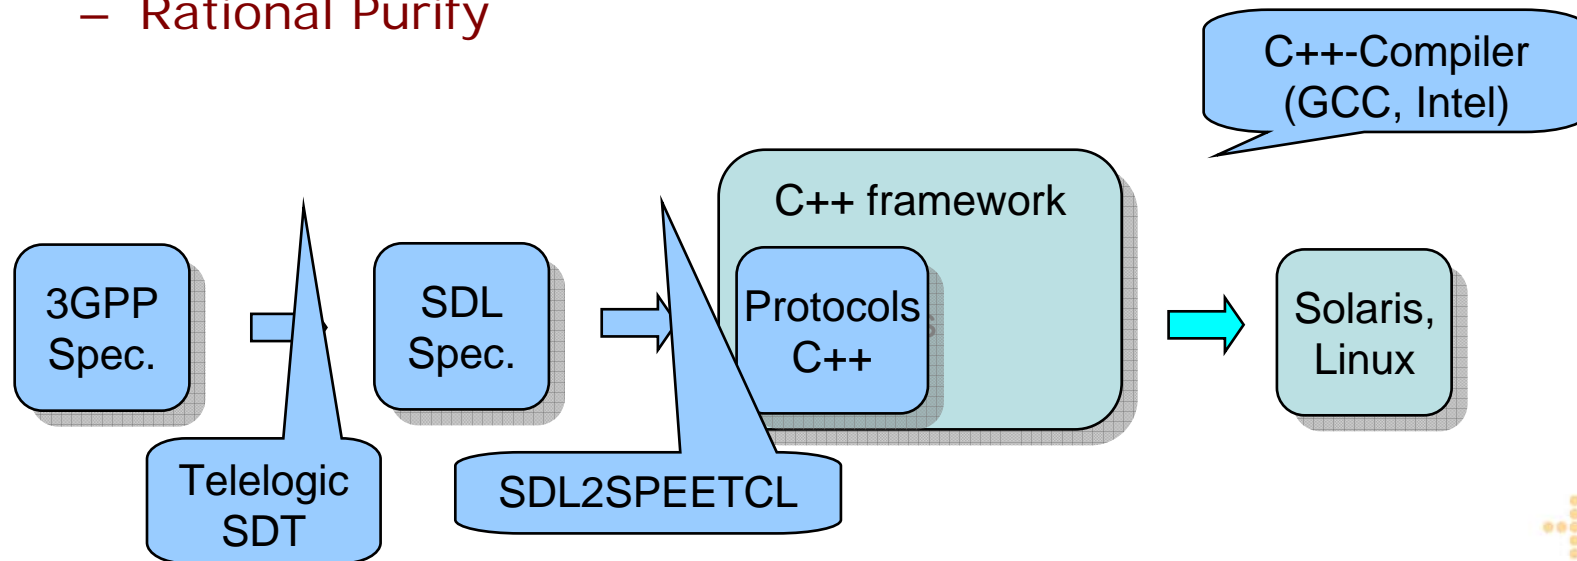 – Rational Purify
C++-Compiler
(GCC, Intel)
C++ framework
3GPP
Spec.
SDL
Spec.
Protocols
C++
Solaris,
Linux
Telelogic
SDT
SDL2SPEETCL